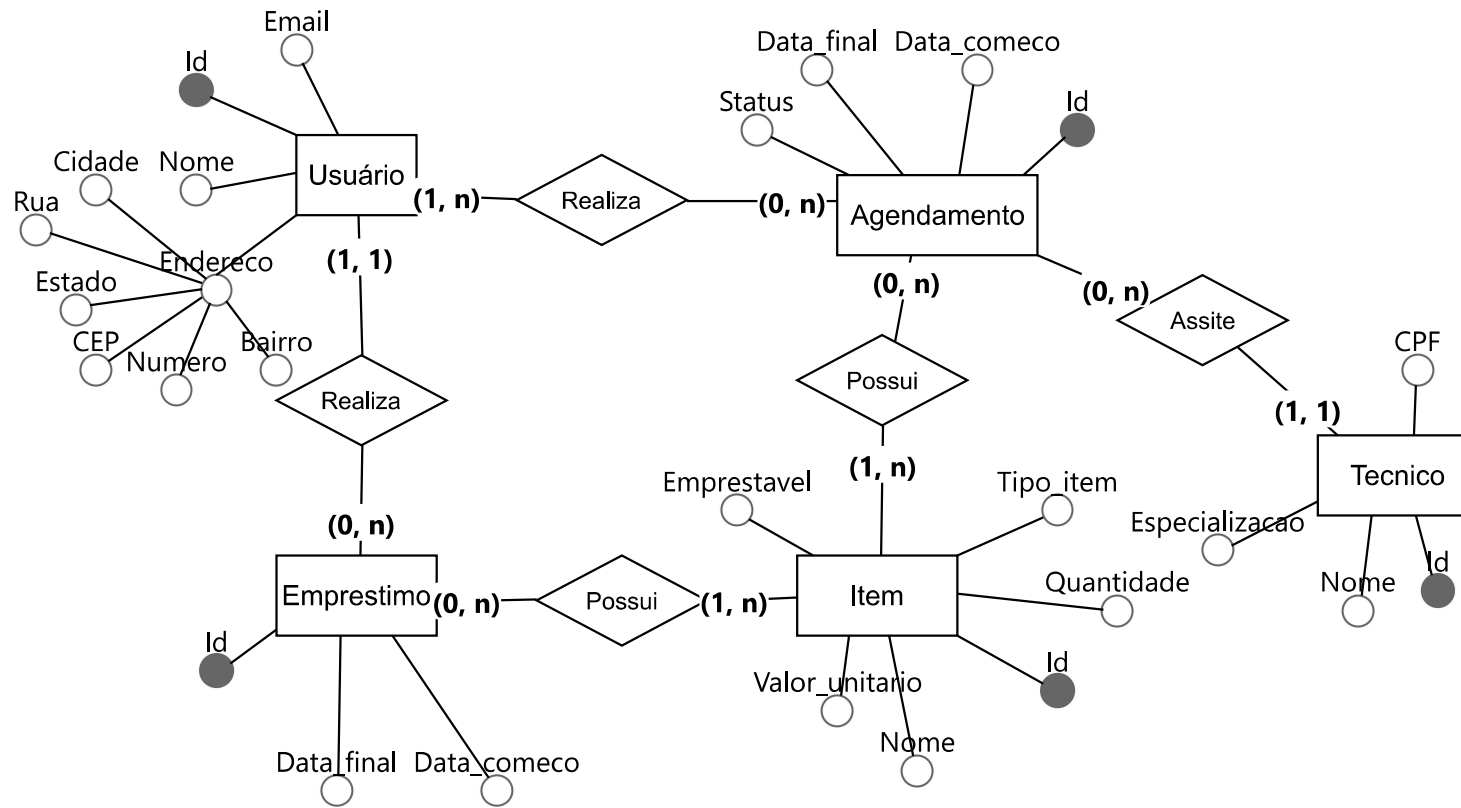 Email
Id
Data_final
Data_comeco
Status
Id
Cidade
Nome
Usuário
Rua
(1, n)
Realiza
(0, n)
Agendamento
Endereco
(1, 1)
Estado
(0, n)
(0, n)
CEP
Numero
Bairro
Assite
CPF
Possui
Realiza
(1, 1)
(1, n)
Emprestavel
Tipo_item
Tecnico
(0, n)
Especializacao
Emprestimo
(0, n)
Possui
(1, n)
Item
Quantidade
Nome
Id
Id
Id
Valor_unitario
Nome
Data_final
Data_comeco